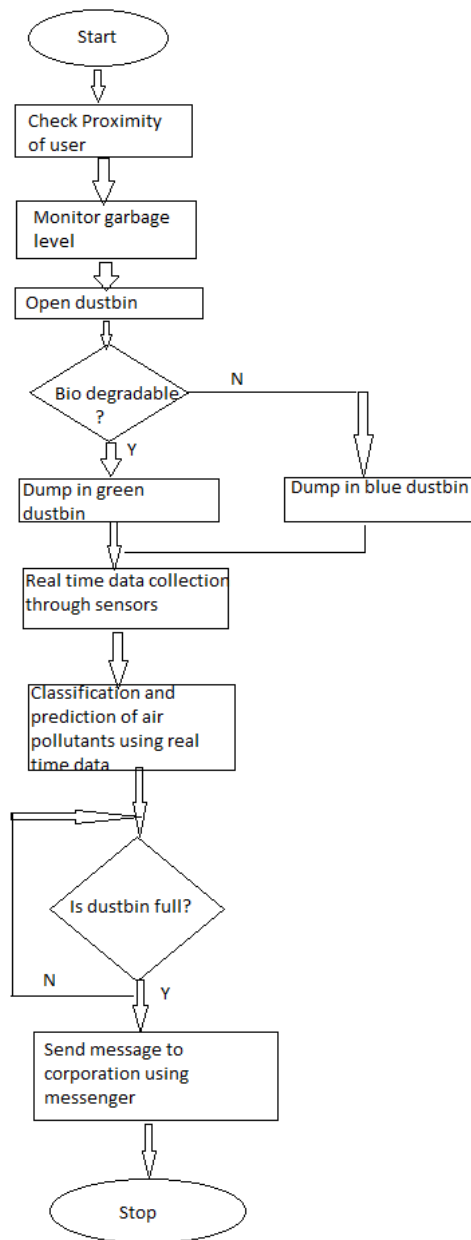 Start
Check Proximity
of user
Monitor garbage
level
Open dustbin
Bio degradable
?
N
Y
Dump in green
dustbin
Dump in blue dustbin
Real time data collection
through sensors
Classification and
prediction of air
pollutants using real
time data
Is dustbin full?
N
Y
Send message to
corporation using
messenger
Stop